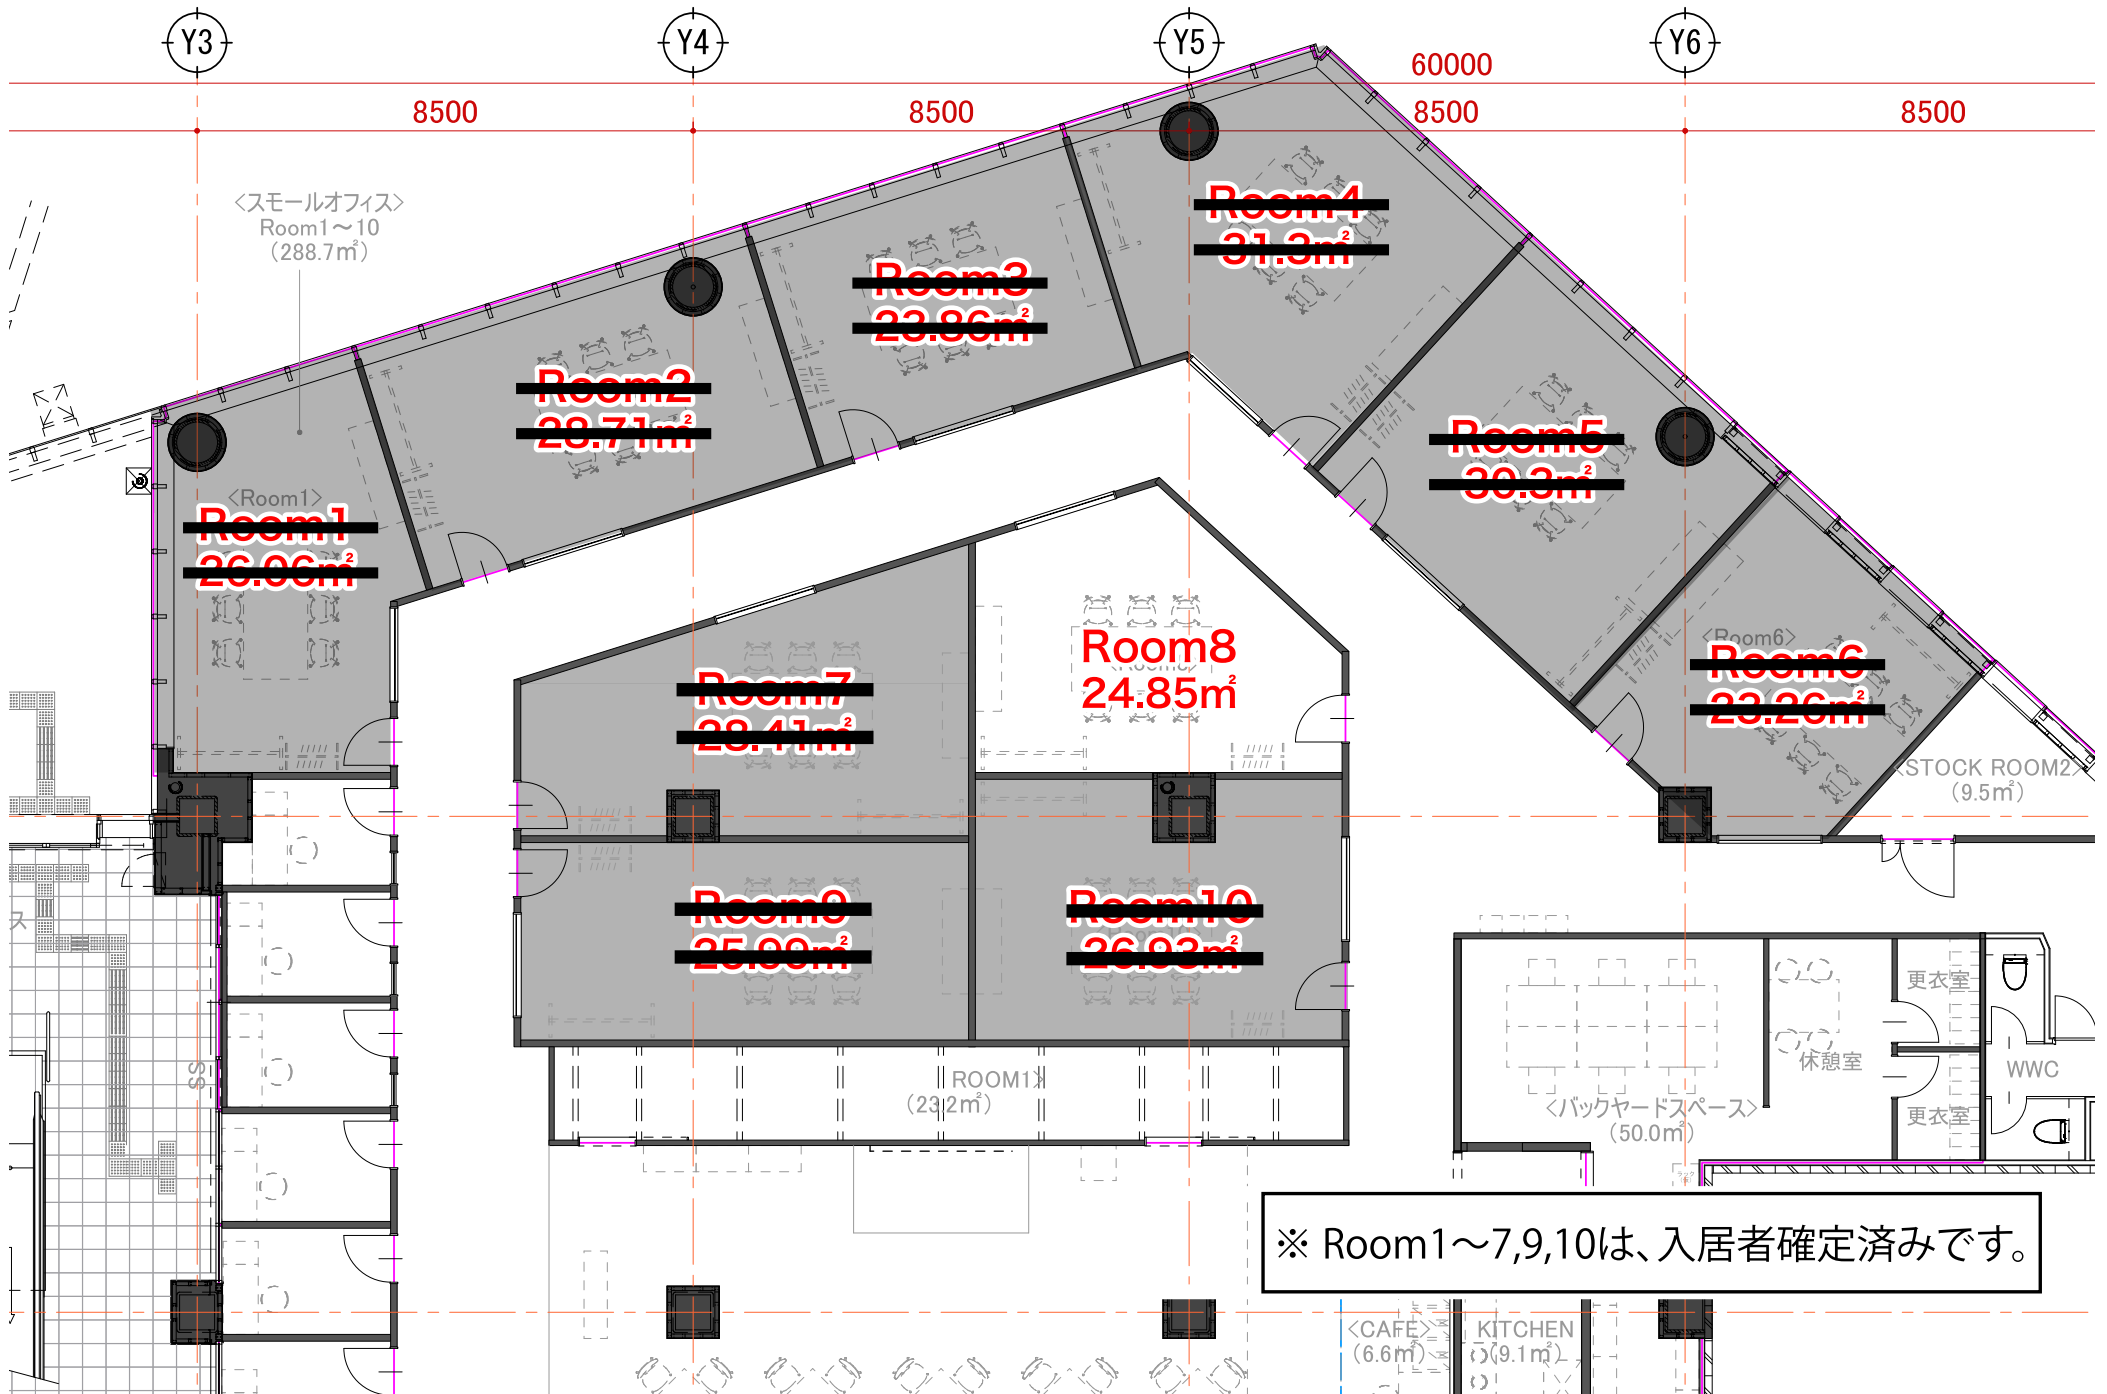 Y3
Y4
Y5
Y6
60000
8500
8500
8500
8500
<スモールオフィス>
Room1～10
(288.7㎡)
Room4
31.3㎡
Room3
23.86㎡
Room2
28.71㎡
Room5
30.3㎡
<Room1>
Room1
26.06㎡
Room8
24.85㎡
<Room6>
Room6
23.26㎡
Room7
28.41㎡
<STOCK ROOM2>
(9.5㎡)
Room9
25.99㎡
Room10
26.93㎡
ス
更衣室
SS
ROOM1>
(23.2㎡)
休憩室
WWC
<バックヤードスペース>
(50.0㎡)
更衣室
※ Room1～7,9,10は、入居者確定済みです。
<CAFE>
(6.6㎡)
KITCHEN
(9.1㎡)